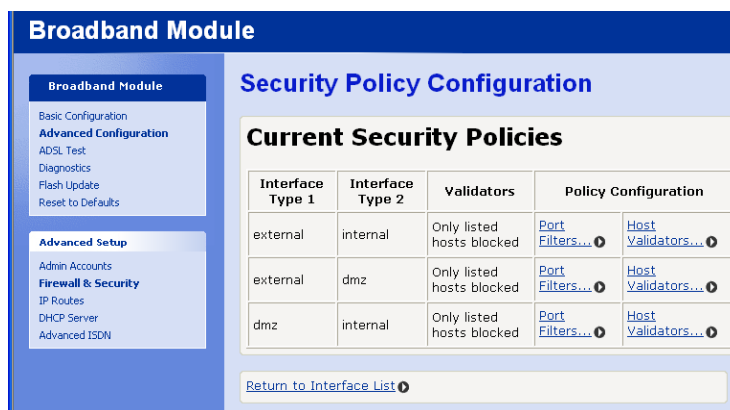 Broadband Module
Broadband Module
Basic Configuration
Advanced Configuration
ADSL Test
Diagnostics
Flash Update
Reset to Defaults
Advanced Setup
Admin Accounts
Firewall & Security
IP Routes
DHCP Server
Advanced ISDN
Security Policy Configuration
Current Security Policies
Interface Type 1 Interface Type 2 Validators Policy Configuration
external internal Only listed hosts blocked Port Filters... Host Validators...
external dmz Only listed hosts blocked Port Filters... Host Validators...
dmz internal Only listed hosts blocked Port Filters... Host Validators...
Return to Interface List